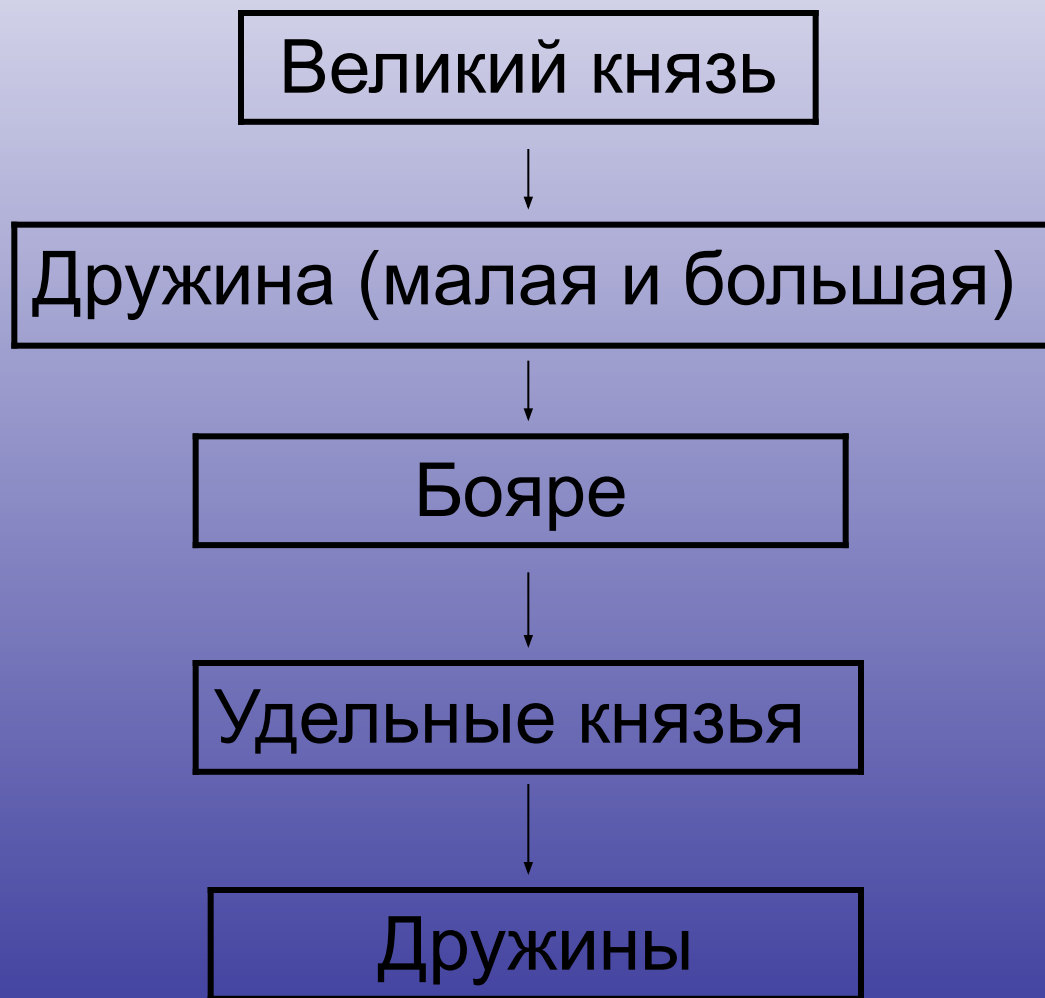 Великий князь
Дружина (малая и большая)
Бояре
Удельные князья
Дружины